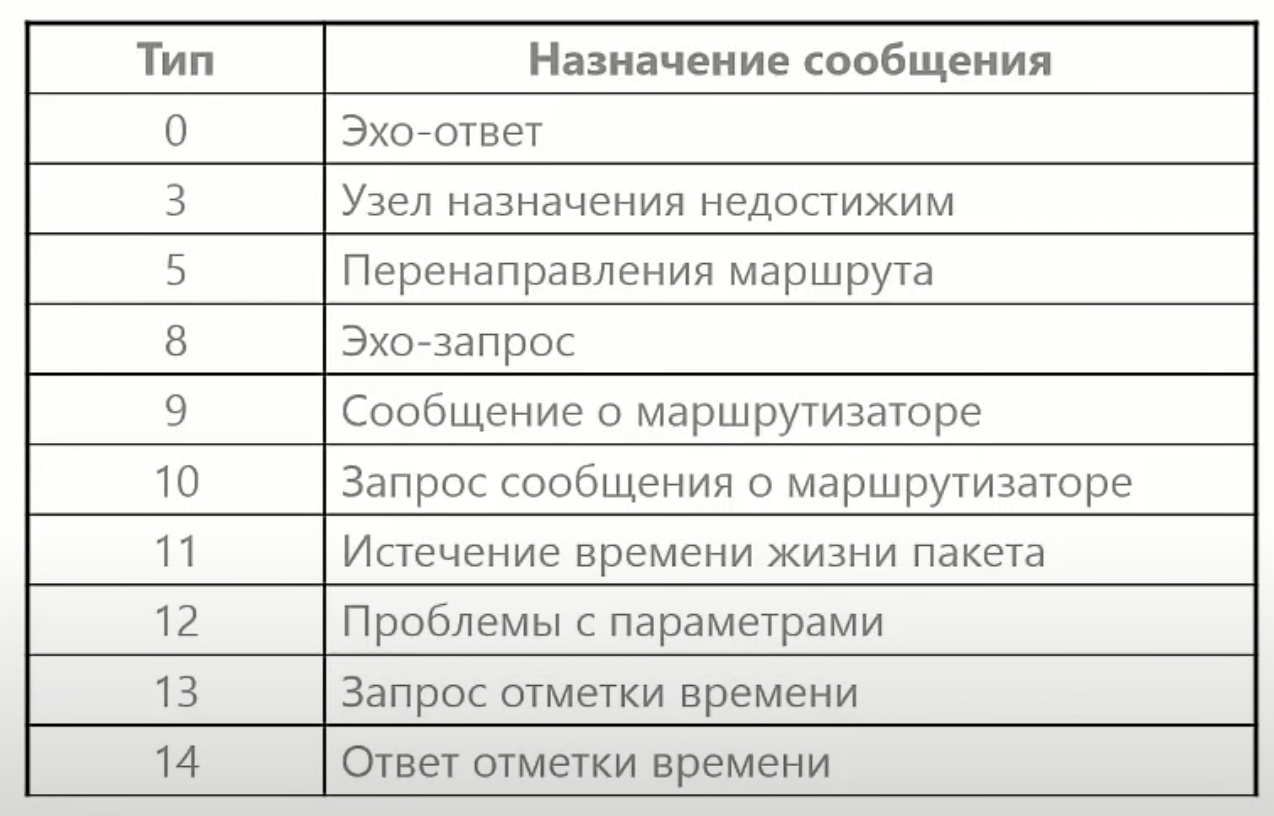 Тип Назначение сообщения
0 Эхо-ответ
3 Узел назначения недостижим
5 Перенаправления маршрута
8 Эхо-запрос
9 Сообщение о маршрутизаторе
10 Запрос сообщения о маршрутизаторе
11 Истечение времени жизни пакета
12 Проблемы с параметрами
13 Запрос отметки времени
14 Ответ отметки времени